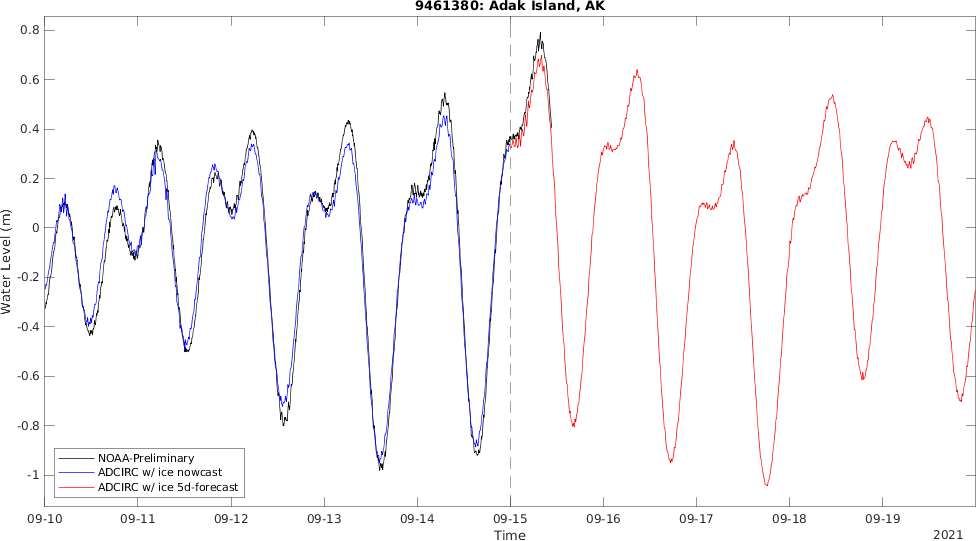 9461380: Adak Island, AK
Water Level (m)
0.8
0.6
0.4
0.2
0
-0.2
-0.4
-0.6
-0.8
-1
NOAA-Preliminary
ADCIRC w/ ice nowcast
ADCIRC w/ ice 5d-forecast
09-10 09-11 09-12 09-13 09-14 09-15 09-16 09-17 09-18 09-19
Time
2021